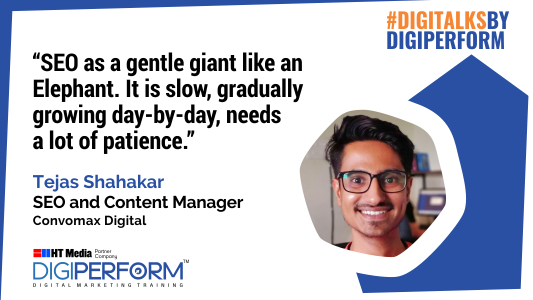 #DIGITALKSBY
DIGIPERFORM
“SEO as a gentle giant like an
Elephant. It is slow, gradually
growing day-by-day, needs
a lot of patience.”
Tejas Shahakar
SEO and Content Manager
Convomax Digital
HT Media Partner Company
DIGIPERFORM™
DIGITAL MARKETING TRAINING